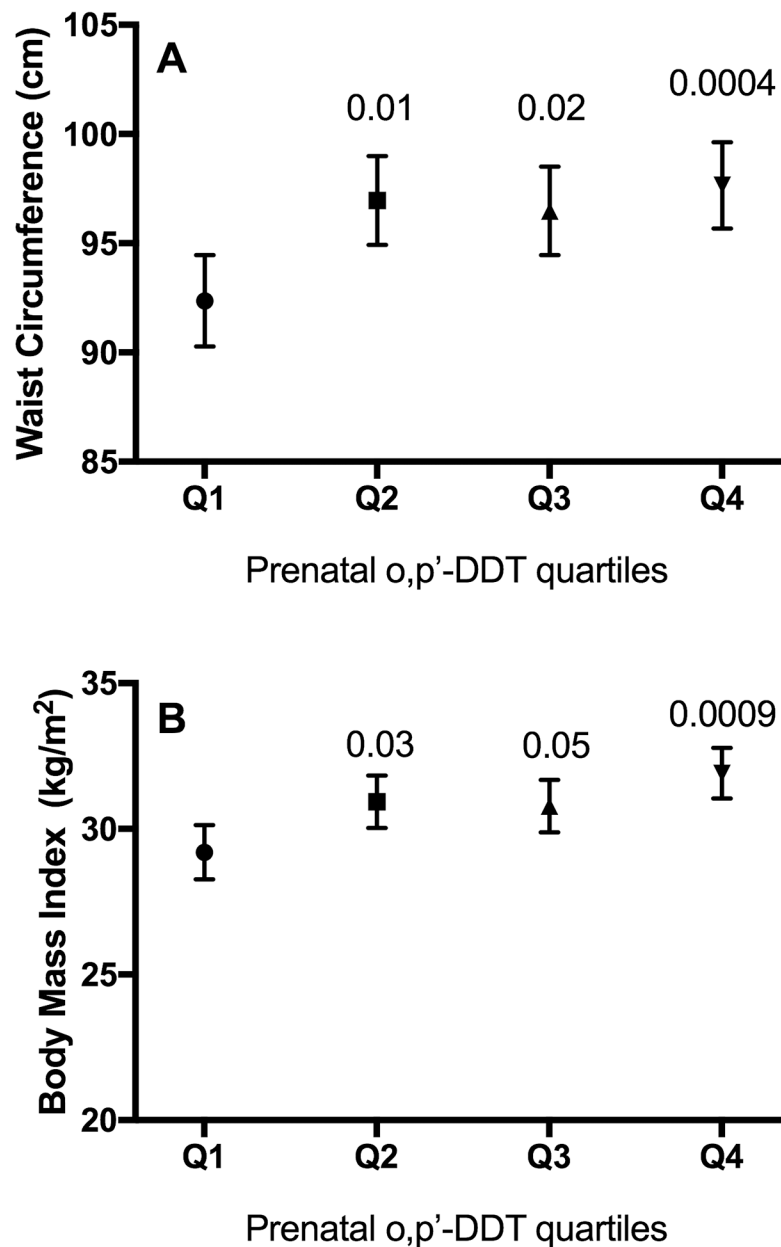 A
Waist Circumference (cm)
105
100
95
90
85
0.01
0.02
0.0004
Q1 Q2 Q3 Q4
Prenatal o,p’-DDT quartiles
B
Body Mass Index (kg/m²)
35
30
25
20
0.03
0.05
0.0009
Q1 Q2 Q3 Q4
Prenatal o,p’-DDT quartiles